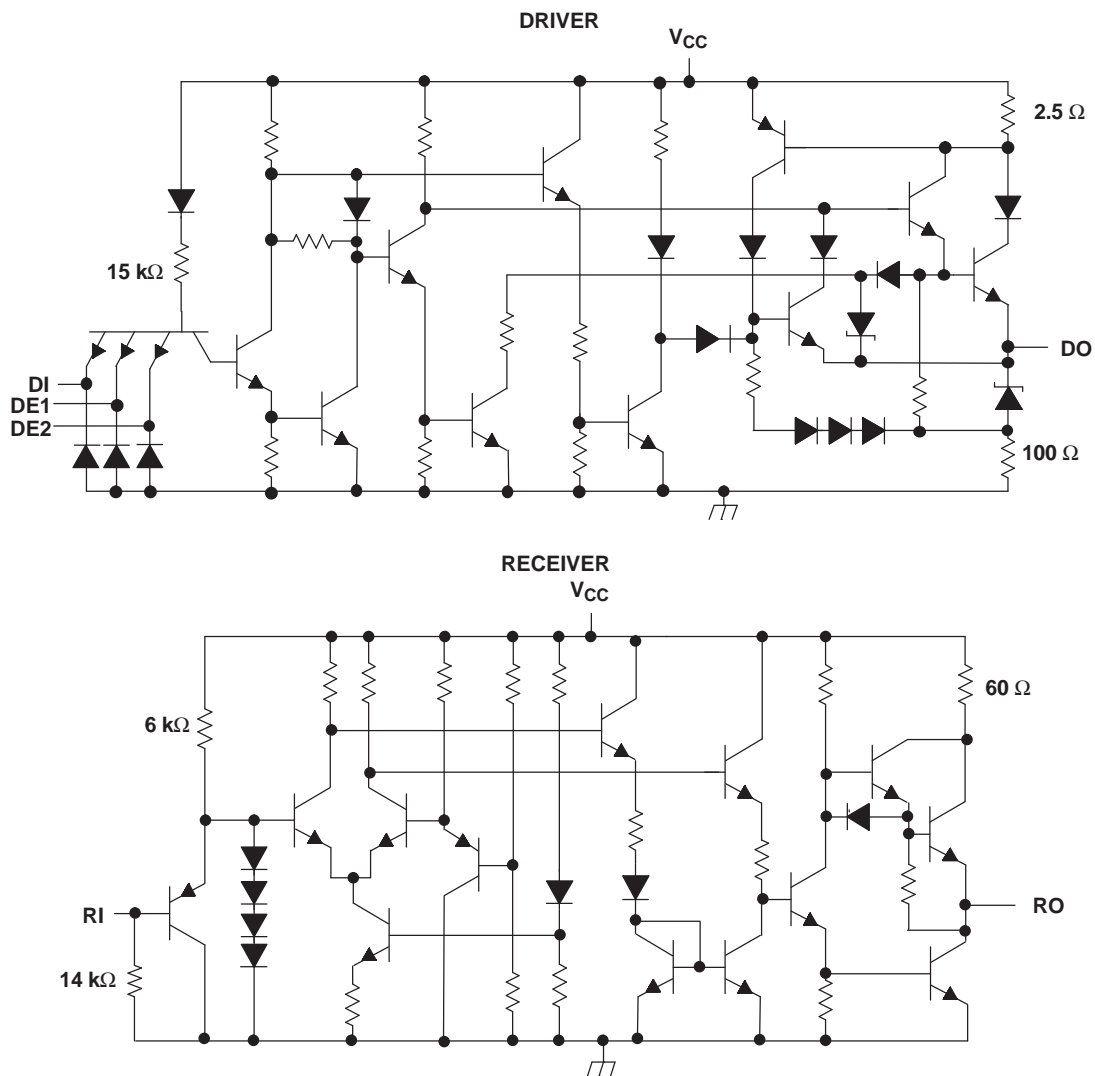 DRIVER
VCC
2.5 Ω
15 kΩ
DI
DE1
DE2
DO
100 Ω
RECEIVER
VCC
6 kΩ
60 Ω
RI
RO
14 kΩ